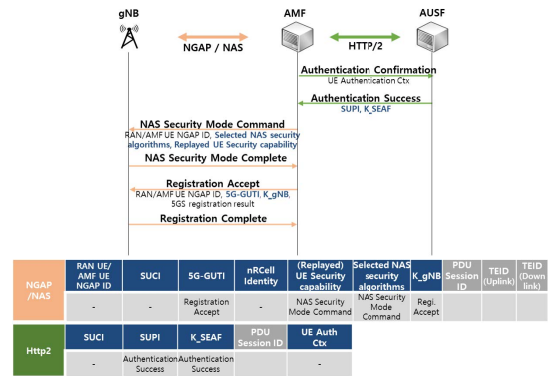 gNB
AMF
AUSF
NGAP / NAS
HTTP/2
Authentication Confirmation
UE Authentication Ctx
Authentication Success
SUPI, K_SEAF
NAS Security Mode Command
RAN/AMF UE NGAP ID, Selected NAS security
algorithms, Replayed UE Security capability
NAS Security Mode Complete
Registration Accept
RAN/AMF UE NGAP ID, 5G-GUTI, K_gNB,
5GS registration result
Registration Complete
NGAP
/NAS
RAN UE/
AMF UE
NGAP ID
SUCI
5G-GUTI
nRCell
Identity
(Replayed)
UE Security
capability
Selected NAS
security
algorithms
K_gNB
PDU
Session
ID
TEID
(Uplink)
TEID
(Down
link)
-
-
Registration
Accept
-
NAS Security
Mode Command
NAS Security
Mode
Command
Regi.
Accept
Http2
SUCI
SUPI
K_SEAF
PDU
Session ID
UE Auth
Ctx
-
Authentication
Success
Authentication
Success
-